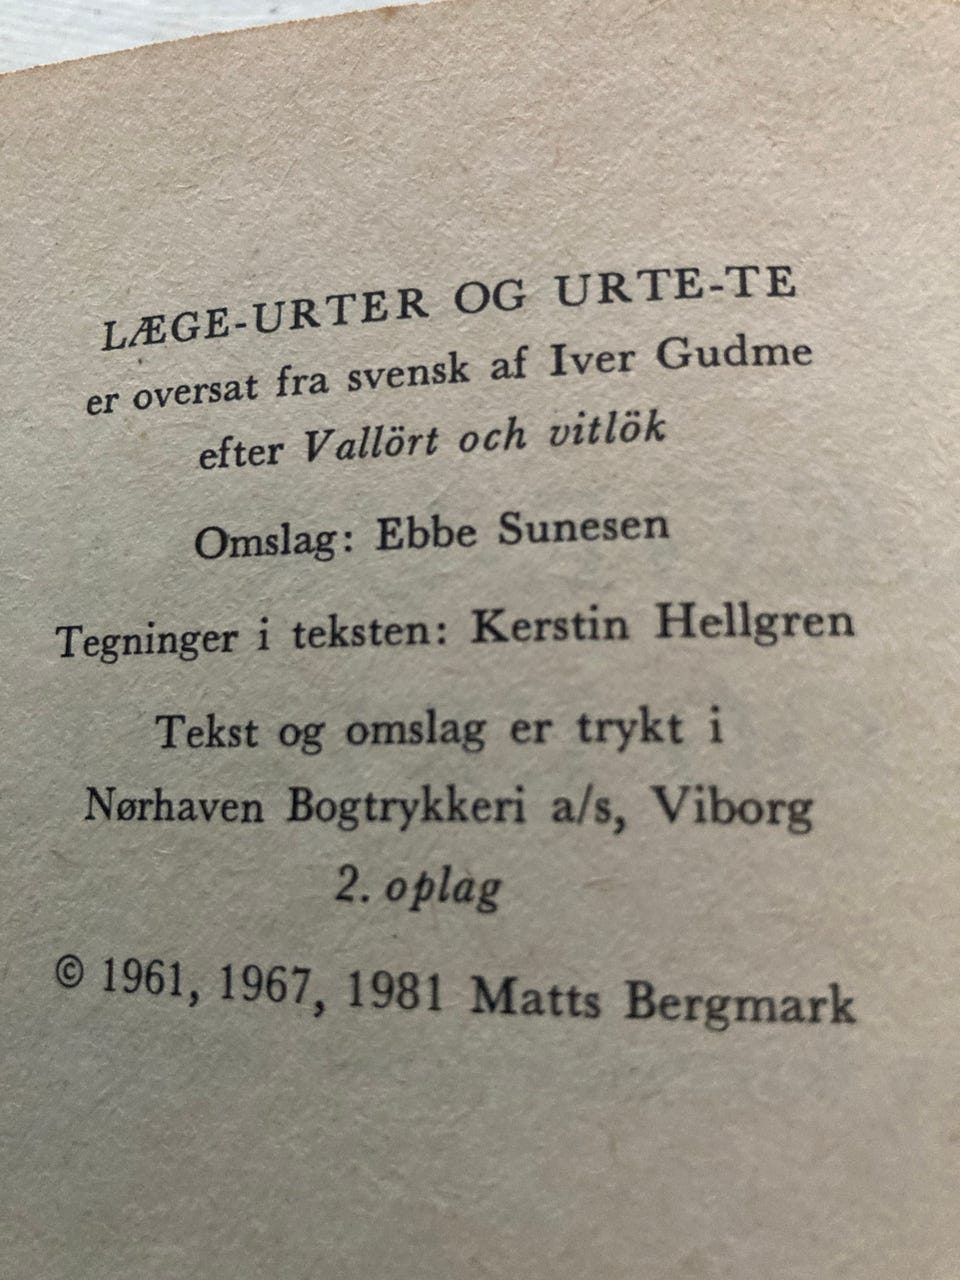 LÆGE-URTER OG URTE-TE
er oversat fra svensk af Iver Gudme
efter Vallört och vitlök
Omslag: Ebbe Sunesen
Tegninger i teksten: Kerstin Hellgren
Tekst og omslag er trykt i
Nørhaven Bogtrykkeri a/s, Viborg
2. oplag
© 1961, 1967, 1981 Matts Bergmark